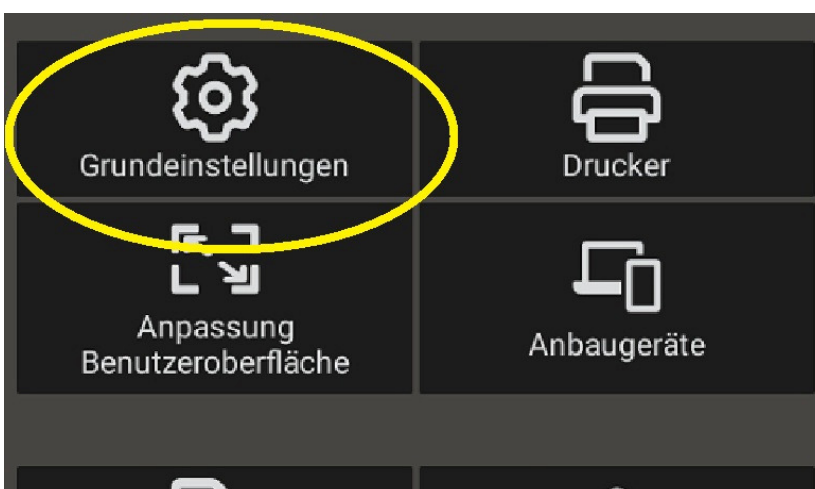 Grundeinstellungen
Drucker
Anpassung
Benutzeroberfläche
Anbaugeräte